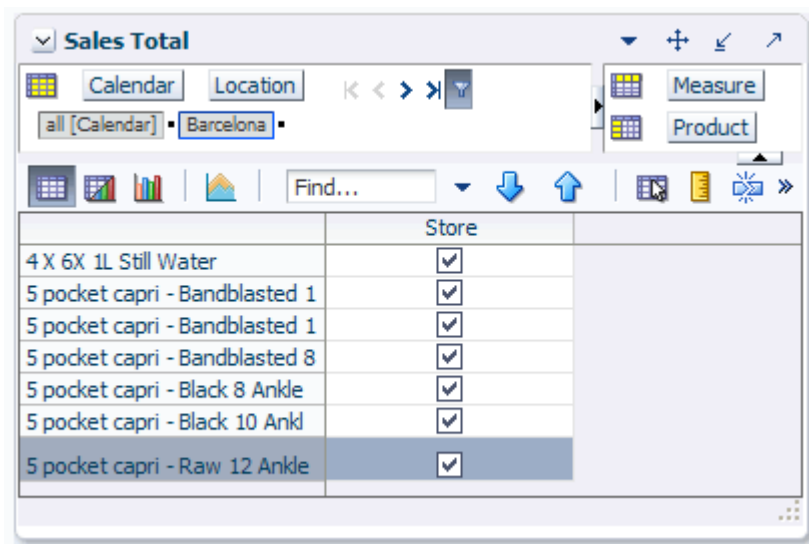 Sales Total
Calendar Location
Measure
all [Calendar] Barcelona
Product
Find...
Store
4 X 6X 1L Still Water
5 pocket capri - Bandblasted 1
5 pocket capri - Bandblasted 1
5 pocket capri - Bandblasted 8
5 pocket capri - Black 8 Ankle
5 pocket capri - Black 10 Ankl
5 pocket capri - Raw 12 Ankle